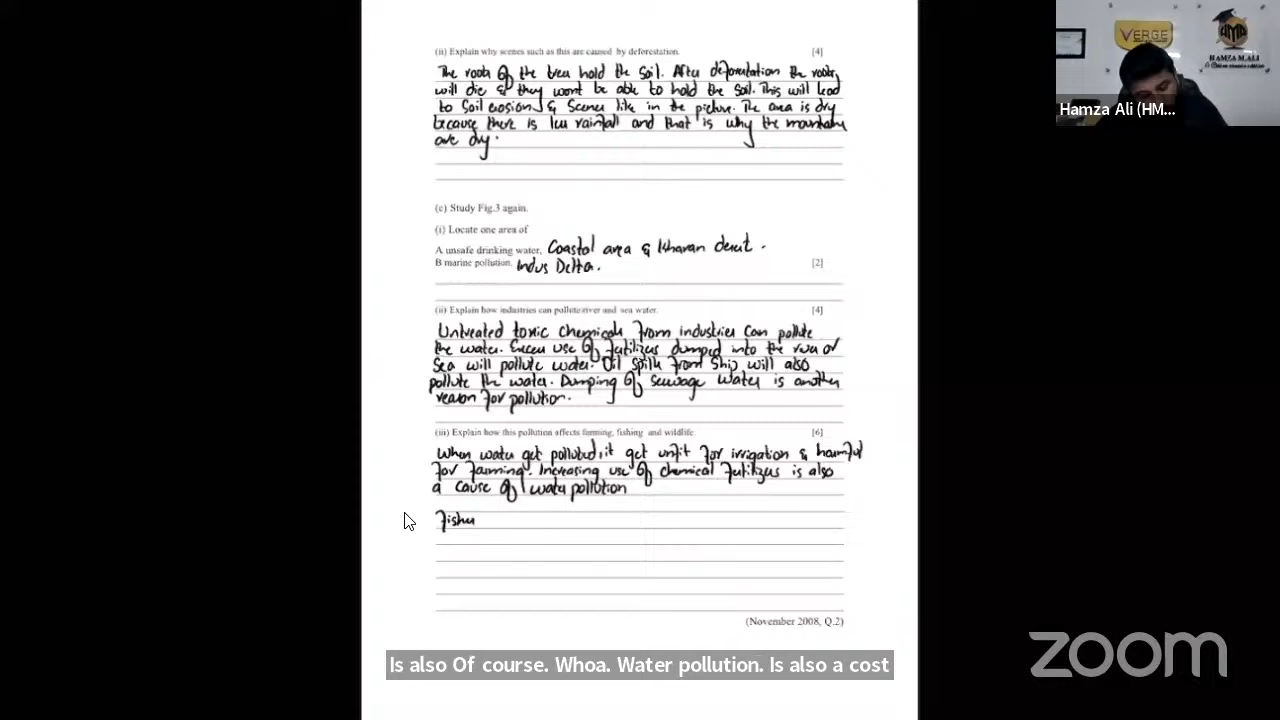 (ii) Explain why scenes such as this are caused by deforestation. [4]
The roots of the trees hold the soil. After deforestation the roots
will die & they wont be able to hold the soil. This will lead
to soil erosion & scenes like in the picture. The area is dry
because there is less rainfall and that is why the mountains
are dry.
(c) Study Fig.3 again.
(i) Locate one area of
A unsafe drinking water, Coastal area & Kharan desert.
B marine pollution. Indus Delta. [2]
(ii) Explain how industries can pollute river and sea water. [4]
Untreated toxic chemicals from industries can pollute
the water. Excess use of fertilizers dumped into the river or
sea will pollute water. Oil spills from ship will also
pollute the water. Dumping of sewage water is another
reason for pollution.
(iii) Explain how this pollution affects farming, fishing and wildlife. [6]
When water get polluted, it get unfit for irrigation & harmful
for farming. Increasing use of chemical fertilizers is also
a cause of water pollution
(November 2008, Q.2)
Is also Of course. Whoa. Water pollution. Is also a cost
VERGE
HAMZA M.ALI
Hamza Ali (HM...
zoom